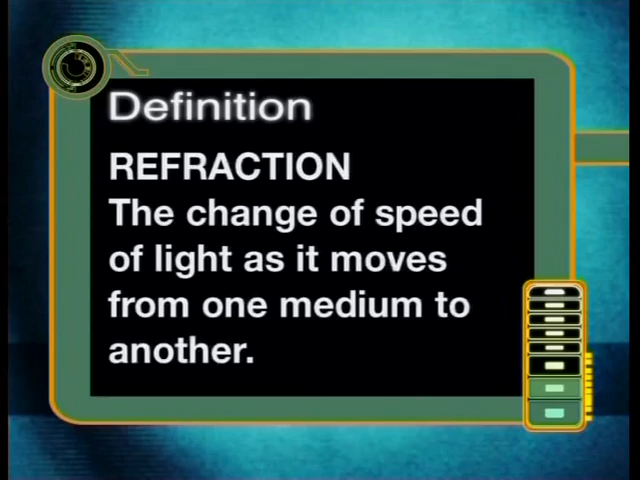 Definition
REFRACTION
The change of speed
of light as it moves
from one medium to
another.